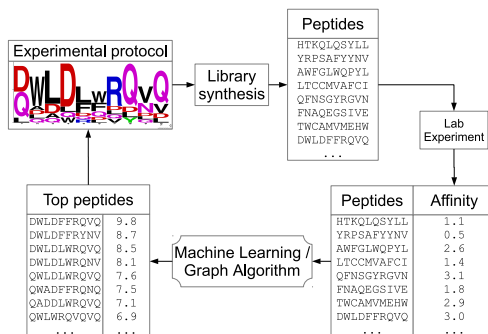 Experimental protocol
DWLDLWRQVQ
Library
synthesis
Peptides
HTKQLQSYLL
YRPSAFYYNV
AWFGLWQPYL
LTCCMVAFCI
QFNSGYRGVN
FNAQEGSIVE
TWCAMVMEHW
DWLDFFRQVQ
...
Lab
Experiment
Peptides Affinity
HTKQLQSYLL 1.1
YRPSAFYYNV 0.5
AWFGLWQPYL 2.6
LTCCMVAFCI 1.4
QFNSGYRGVN 3.1
FNAQEGSIVE 1.8
TWCAMVMEHW 2.9
DWLDFFRQVQ 3.0
... ...
Machine Learning /
Graph Algorithm
Top peptides
DWLDFFRQVQ 9.8
DWLDFFRYNV 8.7
DWLDLWRQVQ 8.5
DWLDLWRQVN 8.1
QWLDLWRQVQ 7.6
QWADFFRQNQ 7.5
QADDLWRQVQ 7.1
QWLWRQVQVQ 6.9
... ...